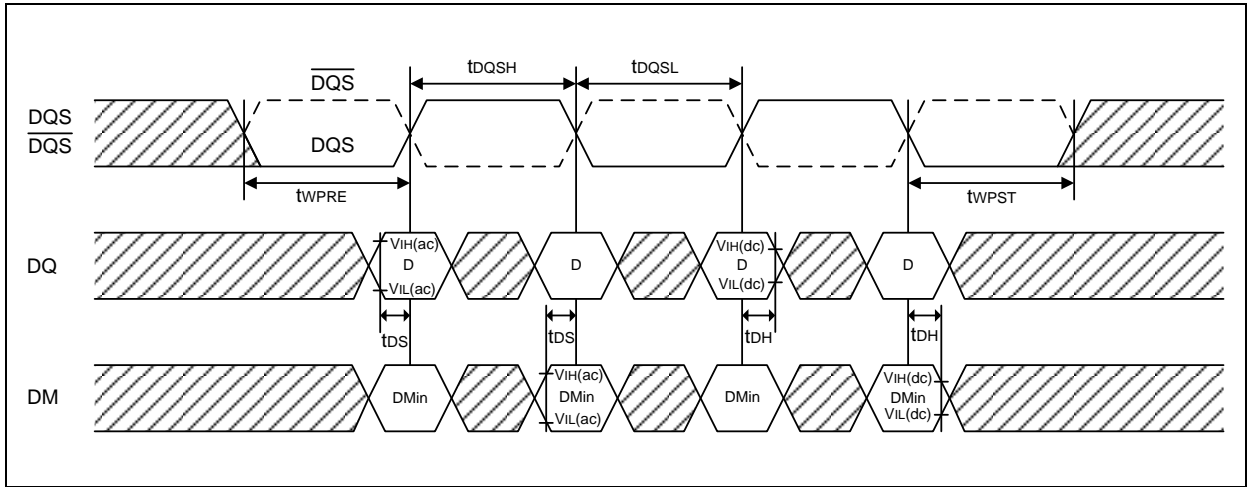 DQS
tDQSH
tDQSL
DQS
DQS
DQS
tWPRE
tWPST
DQ
VIH(ac)
D
VIL(ac)
D
VIH(dc)
D
VIL(dc)
D
tDS
tDS
tDH
tDH
DM
DMin
VIH(ac)
DMin
VIL(ac)
DMin
VIH(dc)
DMin
VIL(dc)